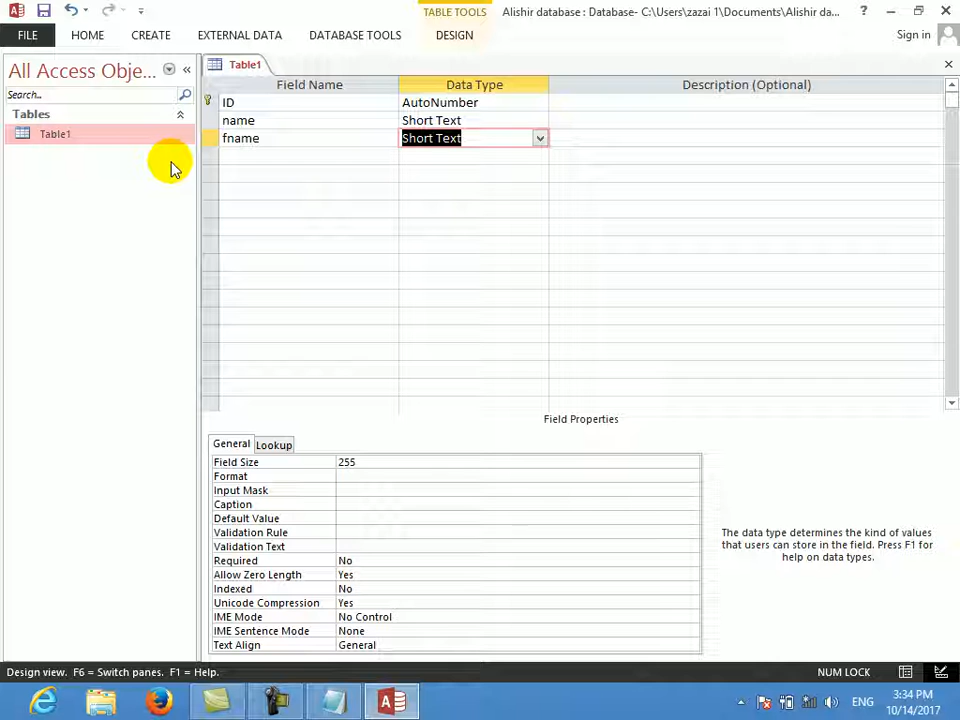 TABLE TOOLS
Alishir database : Database- C:\Users\zazai 1\Documents\Alishir da...
?
FILE
HOME
CREATE
EXTERNAL DATA
DATABASE TOOLS
DESIGN
Sign in
All Access Obje...
Search...
Tables
Table1
Table1
Field Name
Data Type
Description (Optional)
ID
AutoNumber
name
Short Text
fname
Short Text
Field Properties
General
Lookup
Field Size
255
Format
Input Mask
Caption
Default Value
Validation Rule
Validation Text
Required
No
Allow Zero Length
Yes
Indexed
No
Unicode Compression
Yes
IME Mode
No Control
IME Sentence Mode
None
Text Align
General
The data type determines the kind of values
that users can store in the field. Press F1 for
help on data types.
Design view. F6 = Switch panes. F1 = Help.
NUM LOCK
ENG
3:34 PM
10/14/2017